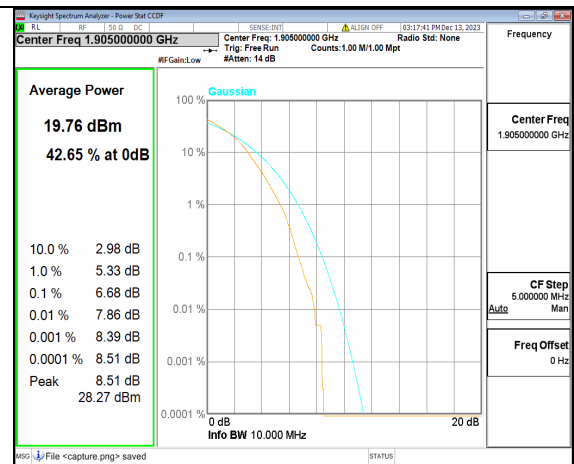 Keysight Spectrum Analyzer - Power Stat CCDF
RL RF 50 Ω DC SENSE:INT ALIGN OFF 03:17:41 PM Dec 13, 2023
Center Freq 1.905000000 GHz
Center Freq: 1.905000000 GHz Radio Std: None
Trig: Free Run Counts:1.00 M/1.00 Mpt
#IFGain:Low #Atten: 14 dB
Frequency
Average Power
19.76 dBm
42.65 % at 0dB
10.0 % 2.98 dB
1.0 % 5.33 dB
0.1 % 6.68 dB
0.01 % 7.86 dB
0.001 % 8.39 dB
0.0001 % 8.51 dB
Peak 8.51 dB
28.27 dBm
Gaussian
100 %
10 %
1 %
0.1 %
0.01 %
0.001 %
0.0001 %
0 dB 20 dB
Info BW 10.000 MHz
Center Freq
1.905000000 GHz
CF Step
5.000000 MHz
Auto Man
Freq Offset
0 Hz
MSG File <capture.png> saved STATUS